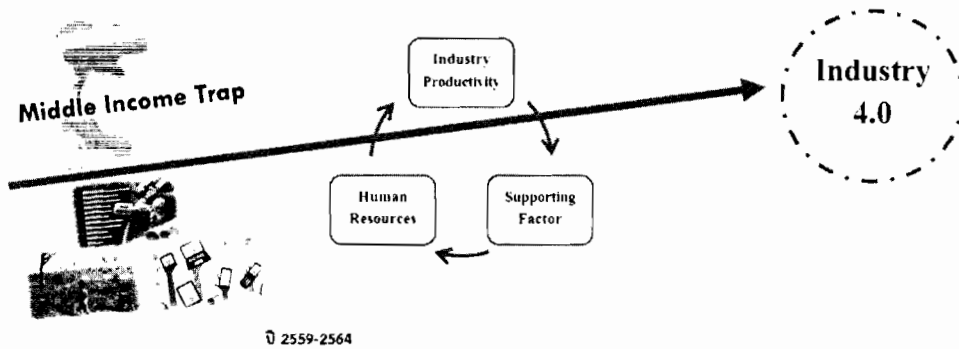 Middle Income Trap
Industry
Productivity
Human
Resources
Supporting
Factor
Industry
4.0
ปี 2559-2564